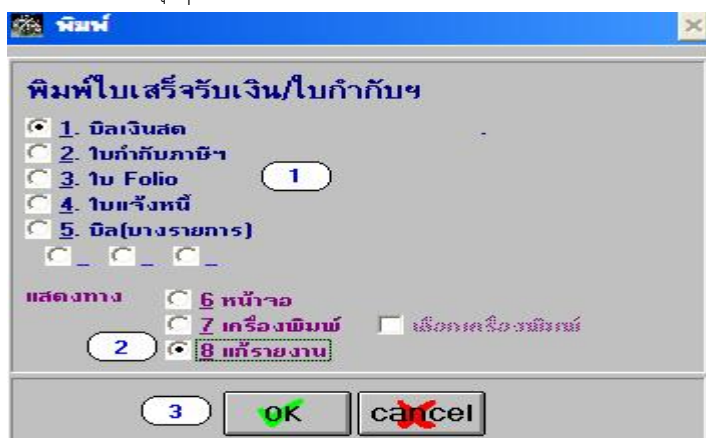 พิมพ์
พิมพ์ใบเสร็จรับเงิน/ใบกำกับฯ
1. บิลเงินสด
2. ใบกำกับภาษีฯ
3. ใบ Folio
1
4. ใบแจ้งหนี้
5. บิล(บางรายการ)
แสดงทาง
6 หน้าจอ
7 เครื่องพิมพ์
เลือกเครื่องพิมพ์
2
8 แก้รายงาน
3
OK
cancel